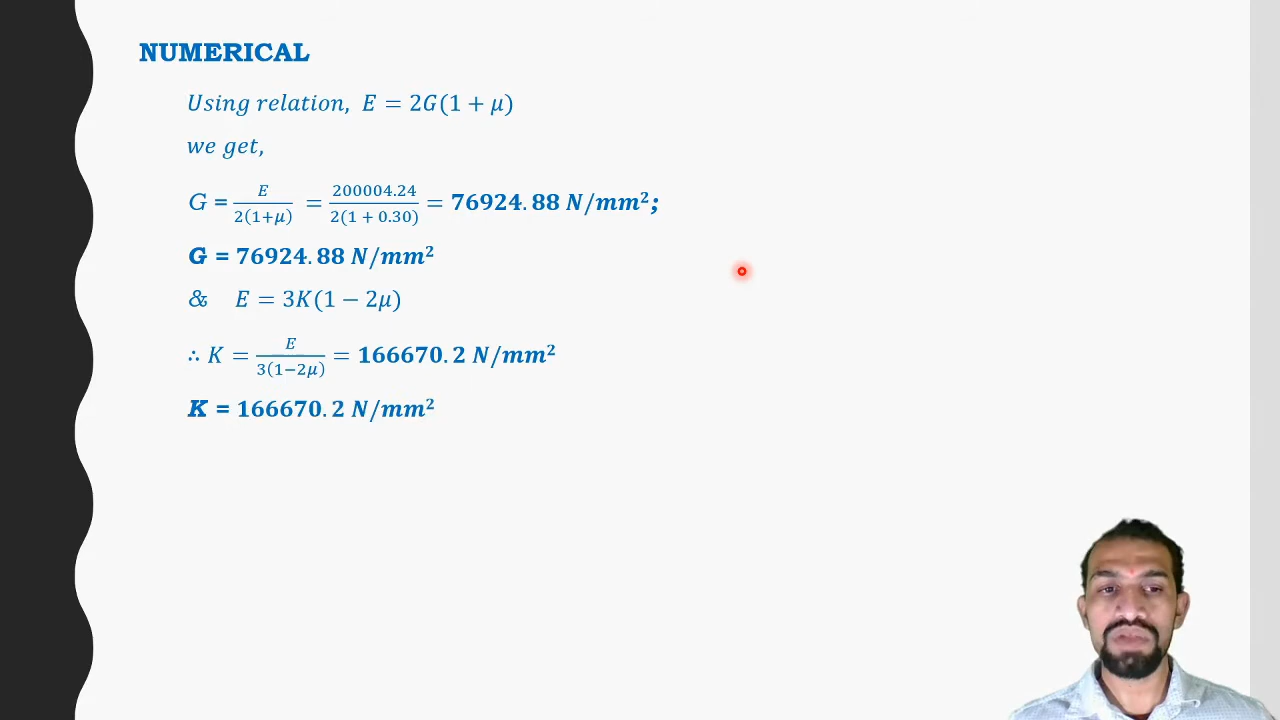 NUMERICAL
Using relation, E = 2G(1 + μ)
we get,
G = E/2(1+μ) = 200004.24/2(1 + 0.30) = 76924.88 N/mm²;
G = 76924.88 N/mm²
& E = 3K(1 − 2μ)
∴ K = E/3(1−2μ) = 166670.2 N/mm²
K = 166670.2 N/mm²